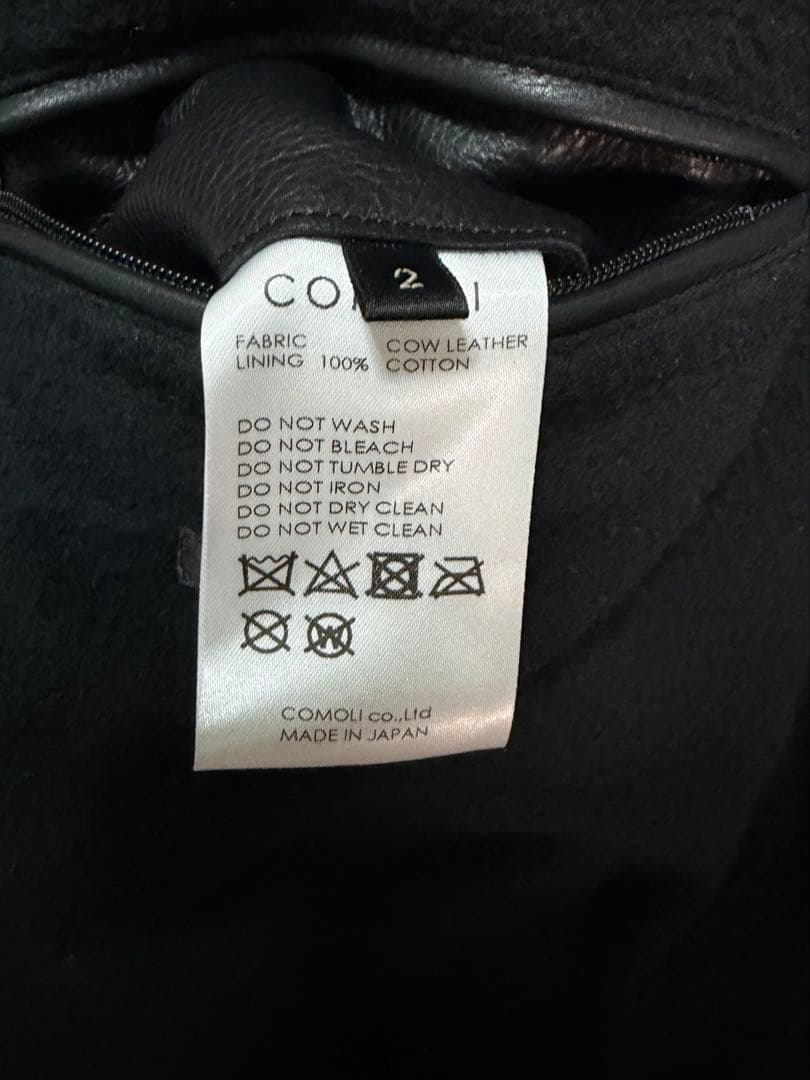 2
FABRIC COW LEATHER
LINING 100% COTTON
DO NOT WASH
DO NOT BLEACH
DO NOT TUMBLE DRY
DO NOT IRON
DO NOT DRY CLEAN
DO NOT WET CLEAN
W
COMOLI co.,Ltd
MADE IN JAPAN